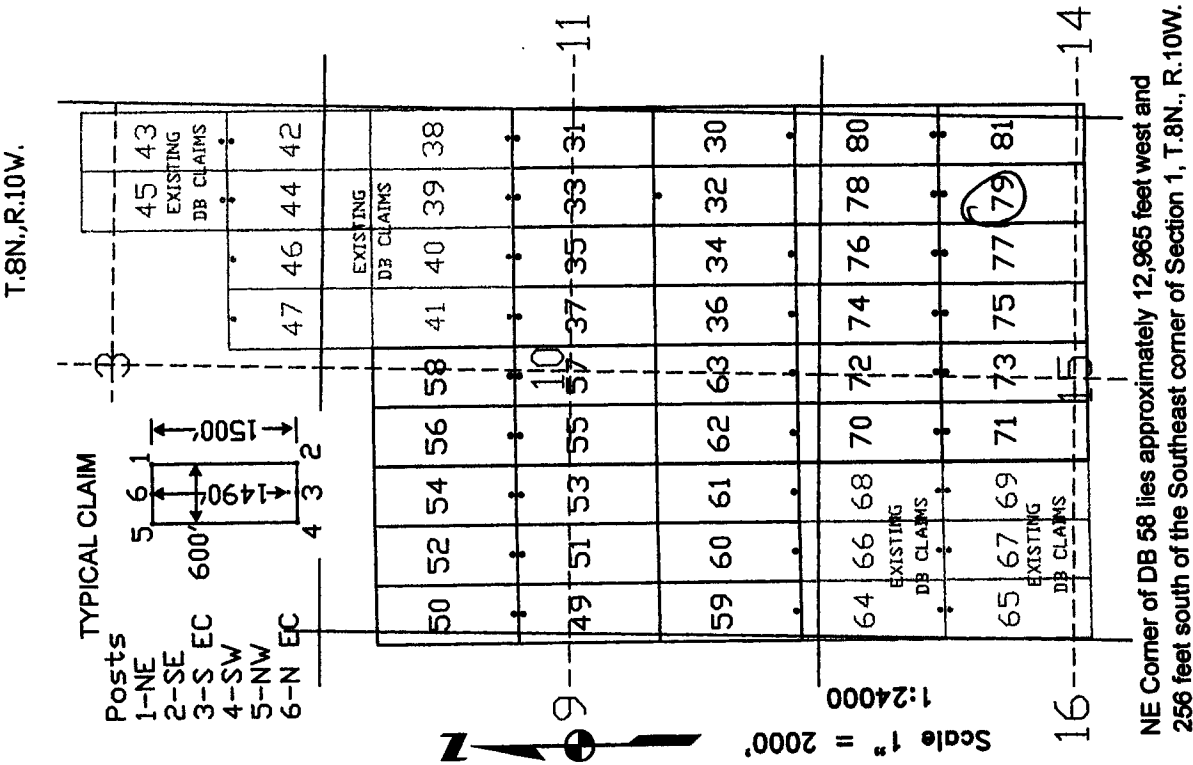 T.8N.,R.10W.
TYPICAL CLAIM
Posts
1-NE
2-SE
3-S EC
4-SW
5-NW
6-N EC
5 6 1
600' 1490' 1500'
4 3 2
3
45 43
EXISTING
DB CLAIMS
47 46 44 42
EXISTING
DB CLAIMS
50 52 54 56 58 41 40 39 38
10
9 49 51 53 55 57 37 35 33 31 11
59 60 61 62 63 36 34 32 30
64 66 68 70 72 74 76 78 80
EXISTING
DB CLAIMS
65 67 69 71 73 75 77 79 81
EXISTING
DB CLAIMS
16 15 14
Z
Scale 1" = 2000'
1:24000
NE Corner of DB 58 lies approximately 12,965 feet west and
256 feet south of the Southeast corner of Section 1, T.8N., R.10W.